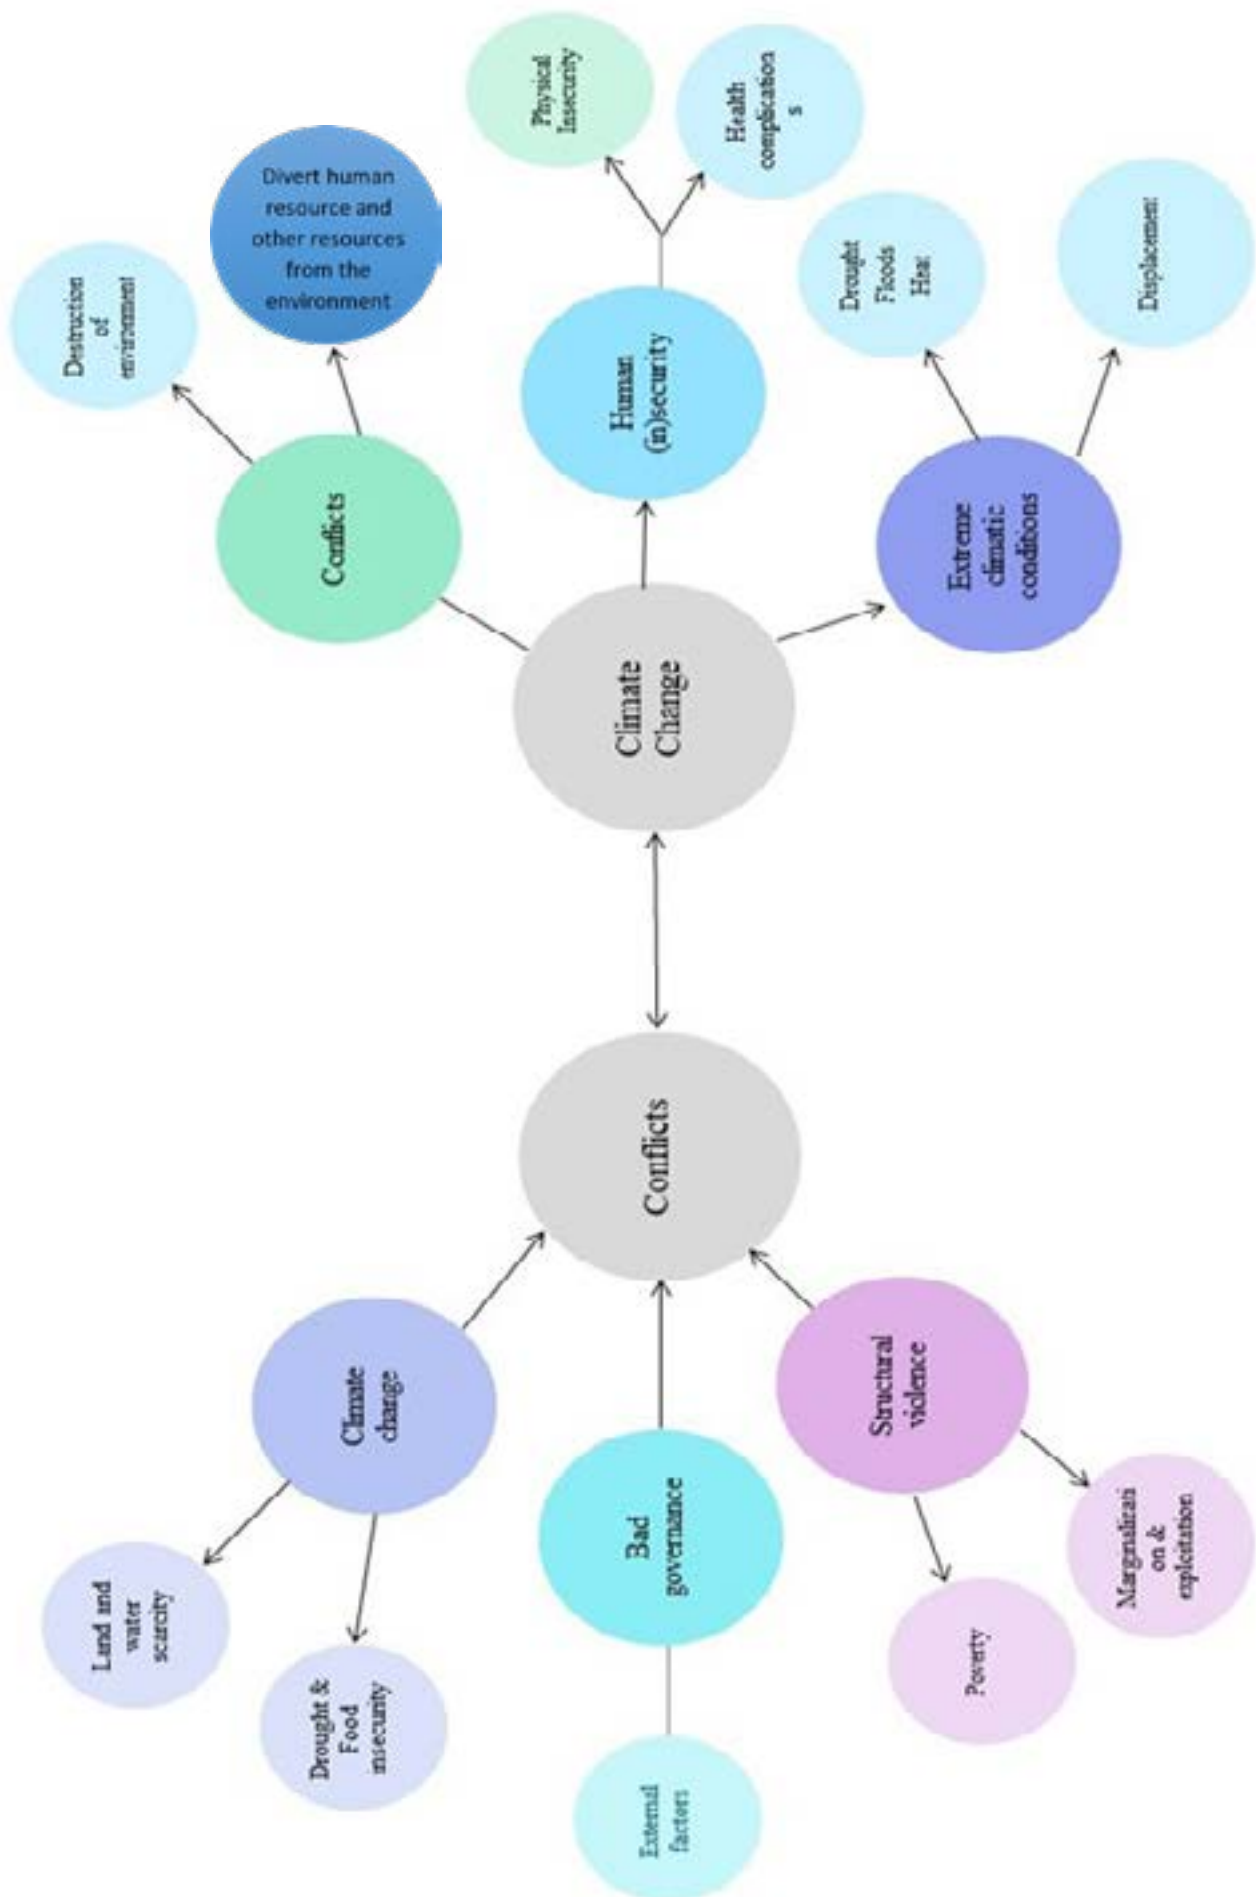 Physical
Insecurity
Health
complication
s
Divert human
resource and
other resources
from the
environment
Destruction
of
environment
Drought
Floods
Heat
Displacement
Human
(in)security
Conflicts
Extreme
climatic
conditions
Climate
Change
Conflicts
Climate
change
Structural
violence
Bad
governance
Land and
water
scarcity
Drought &
Food
insecurity
Poverty
Marginalizati
on &
exploitation
External
factors